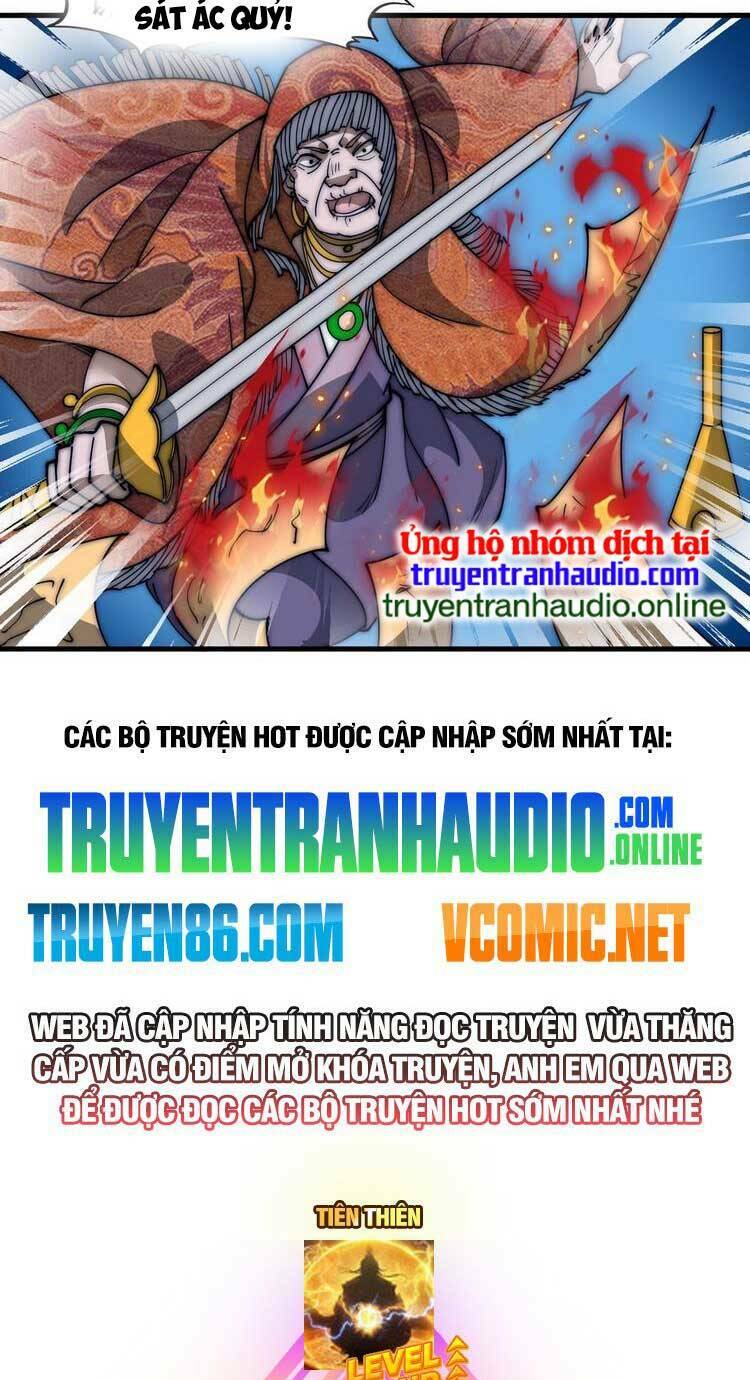 SÁT ÁC QUỶ!
Ủng hộ nhóm dịch tại
truyentranhaudio.com
truyentranhaudio.online
CÁC BỘ TRUYỆN HOT ĐƯỢC CẬP NHẬP SỚM NHẤT TẠI:
TRUYENTRANHAUDIO.COM
.ONLINE
TRUYEN86.COM VCOMIC.NET
WEB ĐÃ CẬP NHẬP TÍNH NĂNG ĐỌC TRUYỆN VỪA THĂNG
CẤP VỪA CÓ ĐIỂM MỞ KHÓA TRUYỆN, ANH EM QUA WEB
ĐỂ ĐƯỢC ĐỌC CÁC BỘ TRUYỆN HOT SỚM NHẤT NHÉ
TIÊN THIÊN
LEVEL